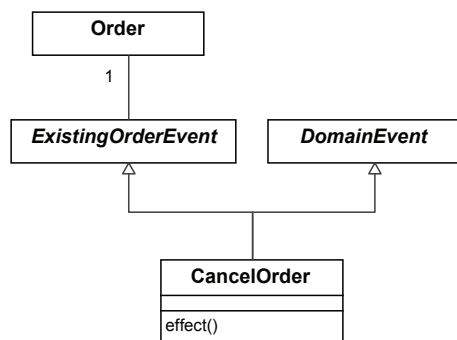 Order
1
ExistingOrderEvent
DomainEvent
CancelOrder
effect()